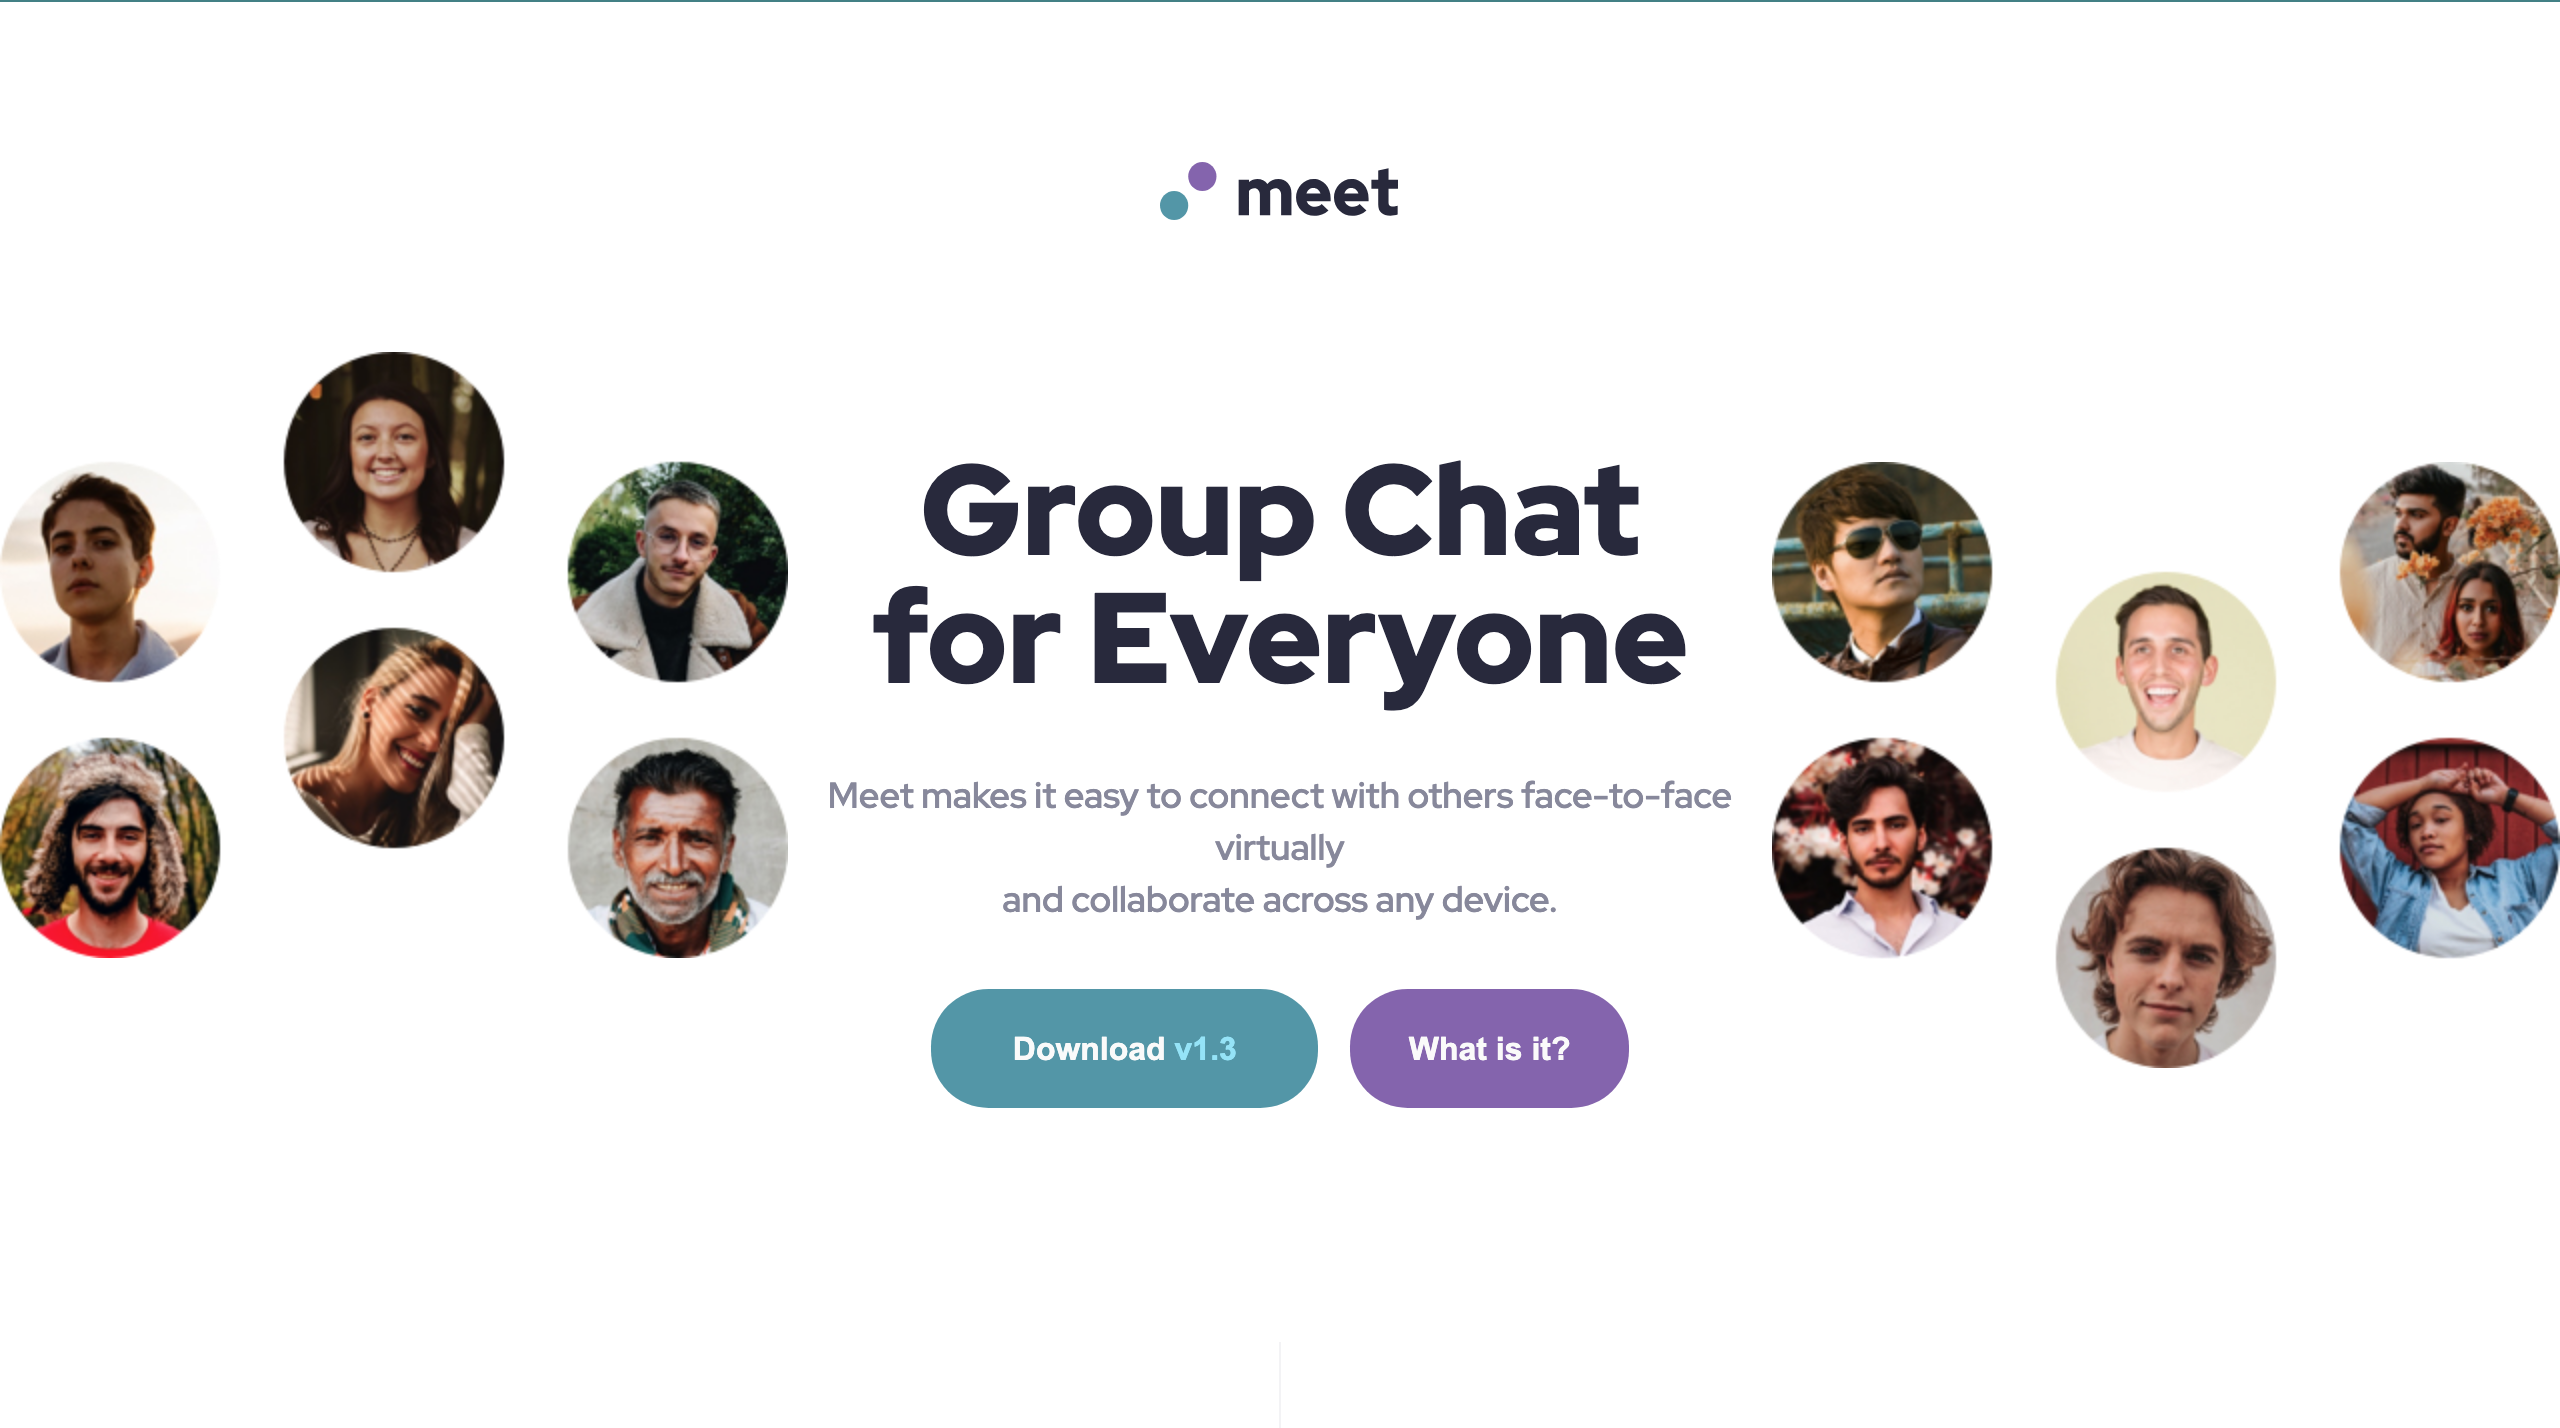 meet
Group Chat
for Everyone
Meet makes it easy to connect with others face-to-face
virtually
and collaborate across any device.
Download v1.3
What is it?